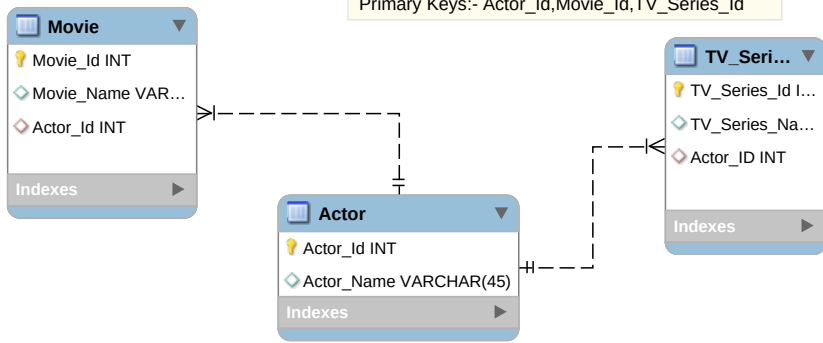 Primary Keys:- Actor_Id,Movie_Id,TV_Series_Id
Movie
Movie_Id INT
Movie_Name VAR...
Actor_Id INT
Indexes
TV_Seri...
TV_Series_Id I...
TV_Series_Na...
Actor_ID INT
Indexes
Actor
Actor_Id INT
Actor_Name VARCHAR(45)
Indexes